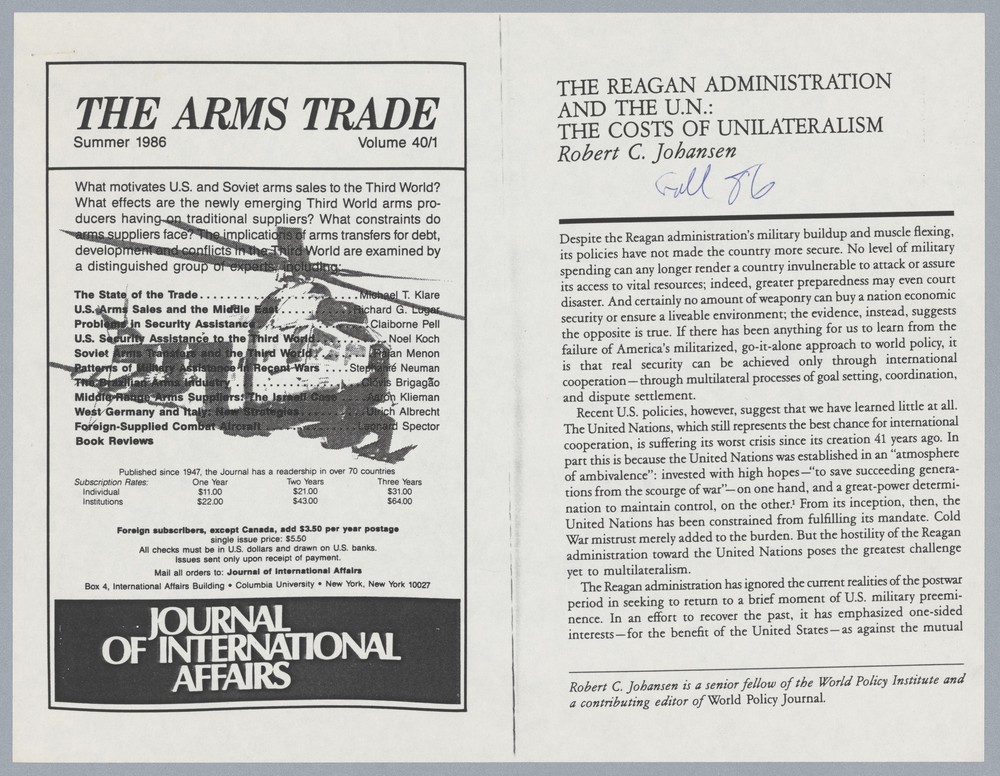 THE ARMS TRADE
Summer 1986 Volume 40/1
What motivates U.S. and Soviet arms sales to the Third World?
What effects are the newly emerging Third World arms pro-
ducers having on traditional suppliers? What constraints do
arms suppliers face? The implications of arms transfers for debt,
development and conflicts in the Third World are examined by
a distinguished group of experts, including:
The State of the Trade. . . . . . . . . . . . . . . . . . . . . . . . . . Michael T. Klare
U.S. Arms Sales and the Middle East . . . . . . . . . . . . Richard G. Lugar
Problems in Security Assistance . . . . . . . . . . . . . . . . . . Claiborne Pell
U.S. Security Assistance to the Third World. . . . . . . . . . Noel Koch
Soviet Arms Transfers and the Third World . . . . . . . . . Rajan Menon
Patterns of Military Assistance in Recent Wars . . . . . Stephanie Neuman
The Brazilian Arms Industry . . . . . . . . . . . . . . . . . . . . . Clóvis Brigagão
Middle-Range Arms Suppliers: The Israeli Case . . . . Aaron Klieman
West Germany and Italy: New Strategies . . . . . . . . . . Ulrich Albrecht
Foreign-Supplied Combat Aircraft . . . . . . . . . . . . . . . Leonard Spector
Book Reviews
Published since 1947, the Journal has a readership in over 70 countries
Subscription Rates: One Year Two Years Three Years
Individual $11.00 $21.00 $31.00
Institutions $22.00 $43.00 $64.00
Foreign subscribers, except Canada, add $3.50 per year postage
single issue price: $5.50
All checks must be in U.S. dollars and drawn on U.S. banks.
Issues sent only upon receipt of payment.
Mail all orders to: Journal of International Affairs
Box 4, International Affairs Building • Columbia University • New York, New York 10027
JOURNAL
OF INTERNATIONAL
AFFAIRS
THE REAGAN ADMINISTRATION
AND THE U.N.:
THE COSTS OF UNILATERALISM
Robert C. Johansen
Fall 86
Despite the Reagan administration's military buildup and muscle flexing,
its policies have not made the country more secure. No level of military
spending can any longer render a country invulnerable to attack or assure
its access to vital resources; indeed, greater preparedness may even court
disaster. And certainly no amount of weaponry can buy a nation economic
security or ensure a liveable environment; the evidence, instead, suggests
the opposite is true. If there has been anything for us to learn from the
failure of America's militarized, go-it-alone approach to world policy, it
is that real security can be achieved only through international
cooperation—through multilateral processes of goal setting, coordination,
and dispute settlement.
Recent U.S. policies, however, suggest that we have learned little at all.
The United Nations, which still represents the best chance for international
cooperation, is suffering its worst crisis since its creation 41 years ago. In
part this is because the United Nations was established in an "atmosphere
of ambivalence": invested with high hopes—"to save succeeding genera-
tions from the scourge of war"—on one hand, and a great-power determi-
nation to maintain control, on the other.¹ From its inception, then, the
United Nations has been constrained from fulfilling its mandate. Cold
War mistrust merely added to the burden. But the hostility of the Reagan
administration toward the United Nations poses the greatest challenge
yet to multilateralism.
The Reagan administration has ignored the current realities of the postwar
period in seeking to return to a brief moment of U.S. military preemi-
nence. In an effort to recover the past, it has emphasized one-sided
interests—for the benefit of the United States—as against the mutual
Robert C. Johansen is a senior fellow of the World Policy Institute and
a contributing editor of World Policy Journal.